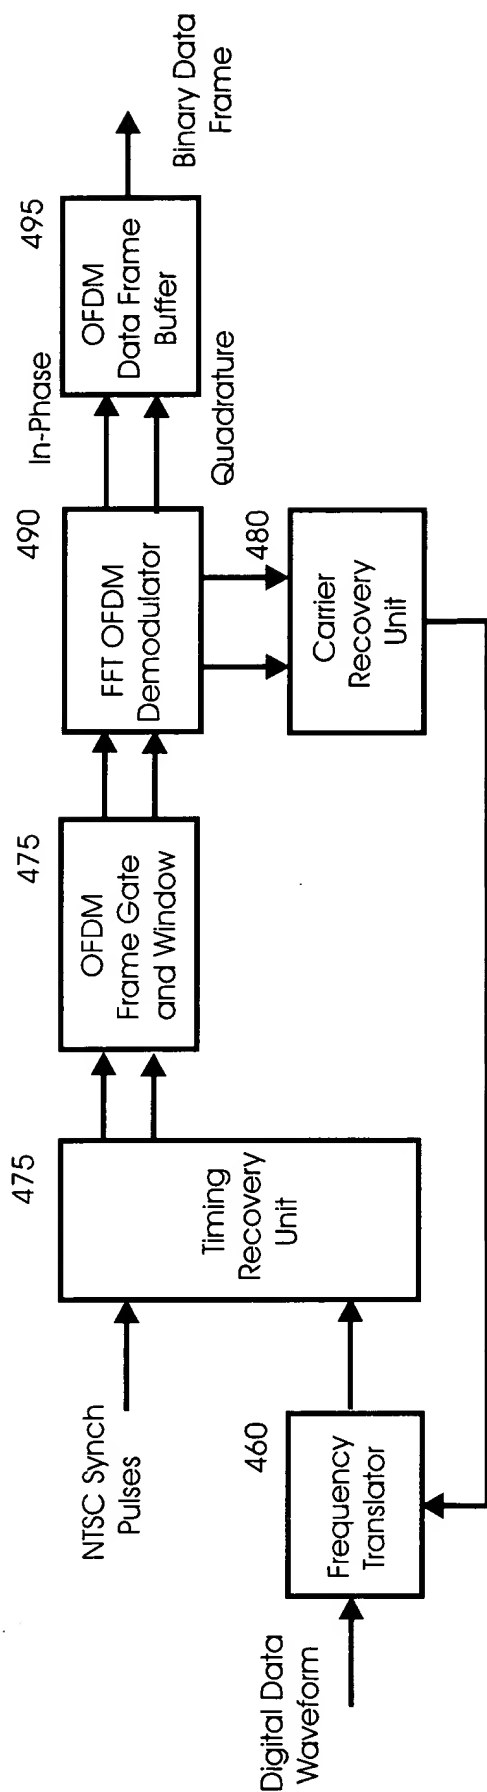 Digital Data
Waveform
460
Frequency
Translator
NTSC Synch
Pulses
475
Timing
Recovery
Unit
475
OFDM
Frame Gate
and Window
490
FFT OFDM
Demodulator
480
Carrier
Recovery
Unit
In-Phase
Quadrature
495
OFDM
Data Frame
Buffer
Binary Data
Frame